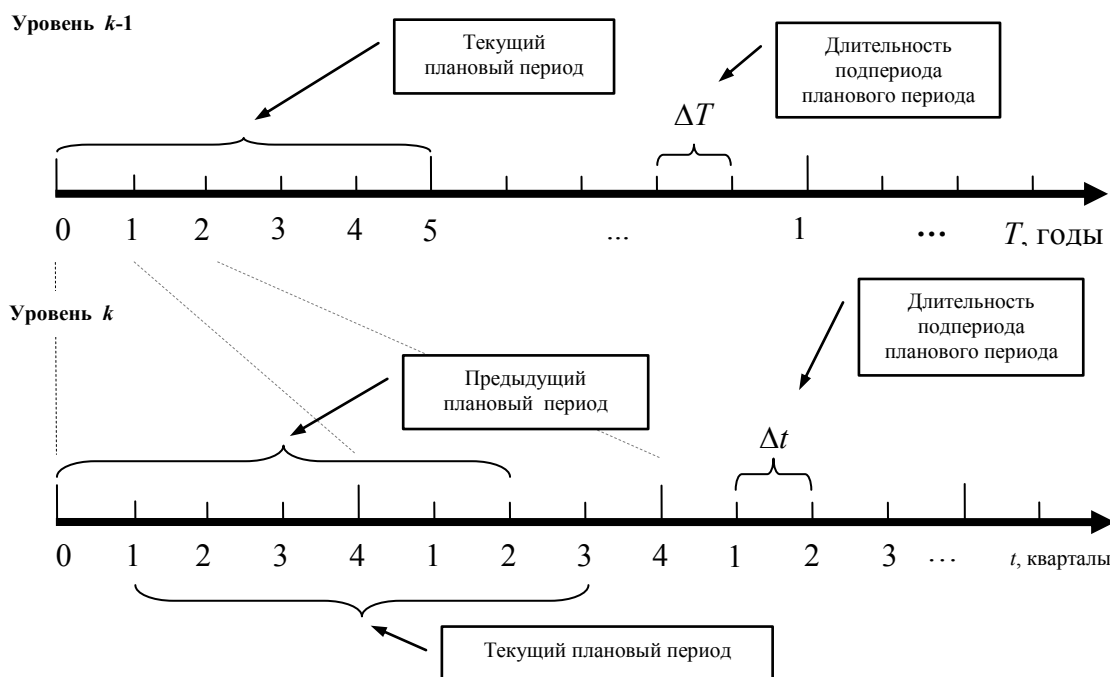 Уровень k-1
Текущий
плановый период
Длительность
подпериода
планового периода
ΔT
0 1 2 3 4 5 ... 1 ... T, годы
Уровень k
Длительность
подпериода
планового периода
Предыдущий
плановый период
Δt
0 1 2 3 4 1 2 3 4 1 2 3 ... t, кварталы
Текущий плановый период